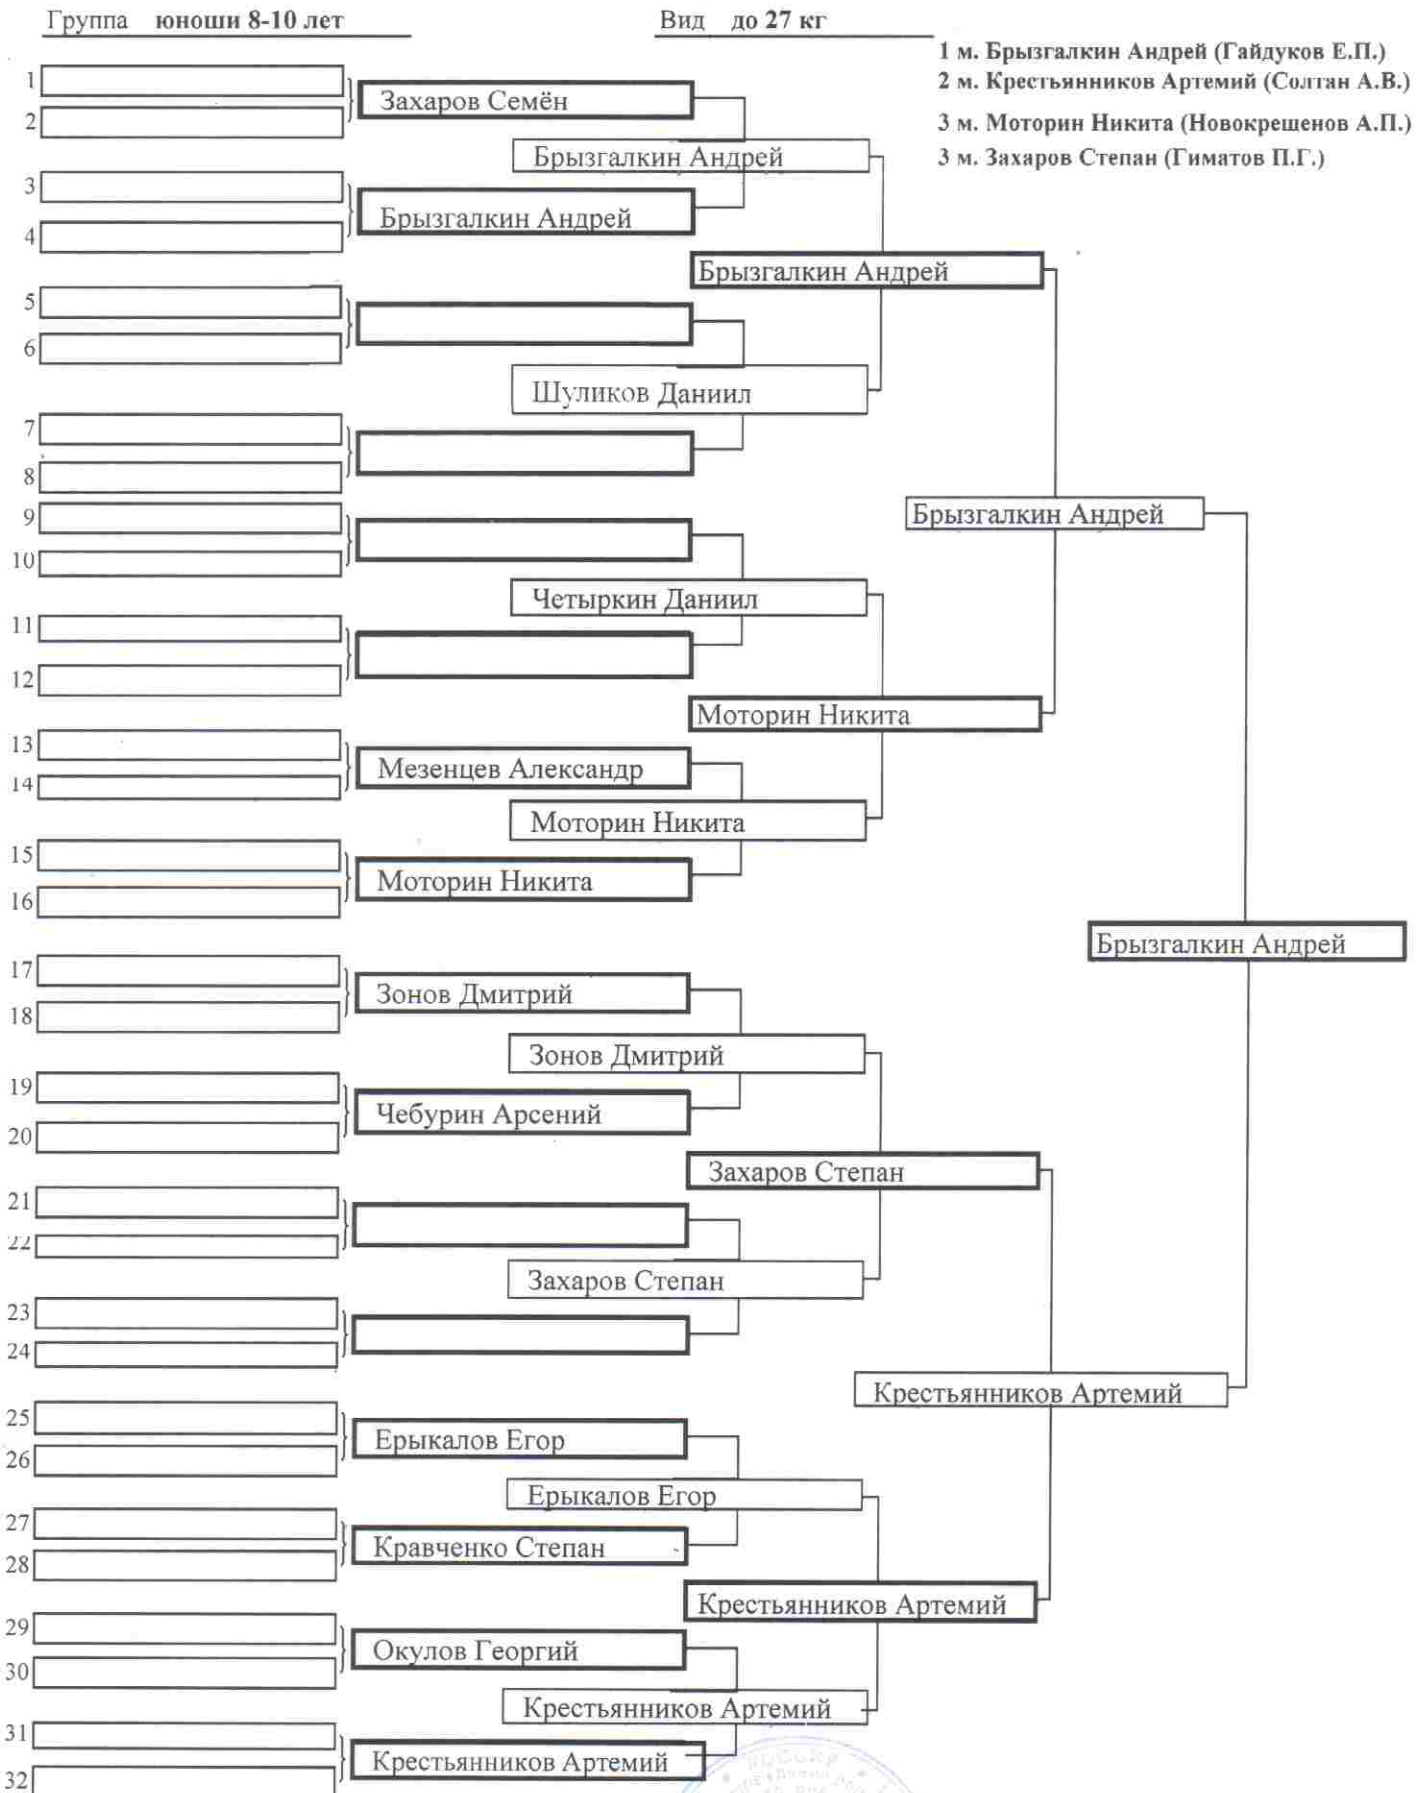 Группа юноши 8-10 лет
Вид до 27 кг
1 м. Брызгалкин Андрей (Гайдуков Е.П.)
2 м. Крестьянников Артемий (Солтан А.В.)
3 м. Моторин Никита (Новокрешенов А.П.)
3 м. Захаров Степан (Гиматов П.Г.)
1
Захаров Семён
2
Брызгалкин Андрей
3
Брызгалкин Андрей
4
Брызгалкин Андрей
5
6
Шуликов Даниил
7
8
9
Брызгалкин Андрей
10
Четыркин Даниил
11
12
Моторин Никита
13
Мезенцев Александр
14
Моторин Никита
15
Моторин Никита
16
Брызгалкин Андрей
17
Зонов Дмитрий
18
Зонов Дмитрий
19
Чебурин Арсений
20
Захаров Степан
21
22
Захаров Степан
23
24
Крестьянников Артемий
25
Ерыкалов Егор
26
Ерыкалов Егор
27
Кравченко Степан
28
Крестьянников Артемий
29
Окулов Георгий
30
Крестьянников Артемий
31
Крестьянников Артемий
32
РОССИЯ